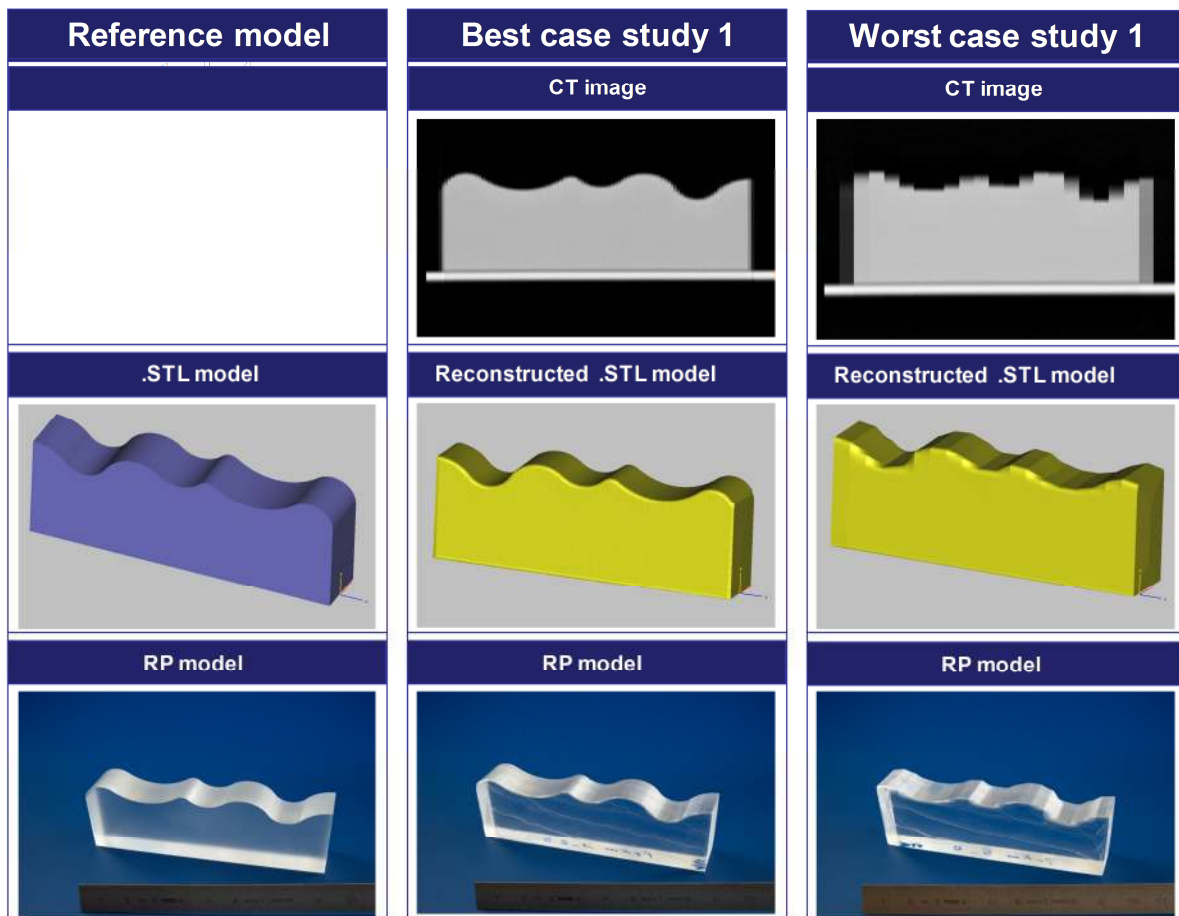 Reference model
Best case study 1
Worst case study 1
CT image
CT image
.STL model
Reconstructed .STL model
Reconstructed .STL model
RP model
RP model
RP model